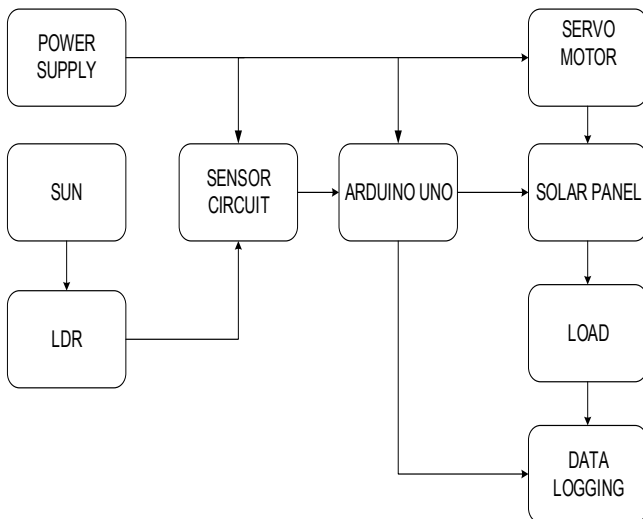 POWER
SUPPLY
SERVO
MOTOR
SUN
SENSOR
CIRCUIT
ARDUINO UNO
SOLAR PANEL
LDR
LOAD
DATA
LOGGING